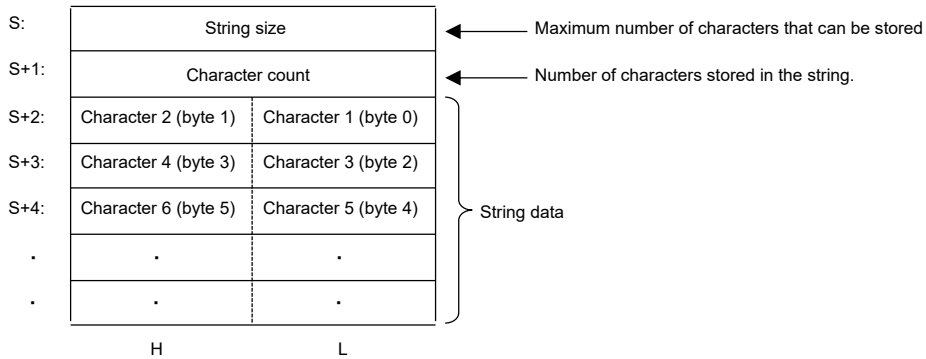 S: String size Maximum number of characters that can be stored
S+1: Character count Number of characters stored in the string.
S+2: Character 2 (byte 1) Character 1 (byte 0)
S+3: Character 4 (byte 3) Character 3 (byte 2)
S+4: Character 6 (byte 5) Character 5 (byte 4) String data
. . .
. . .
H L